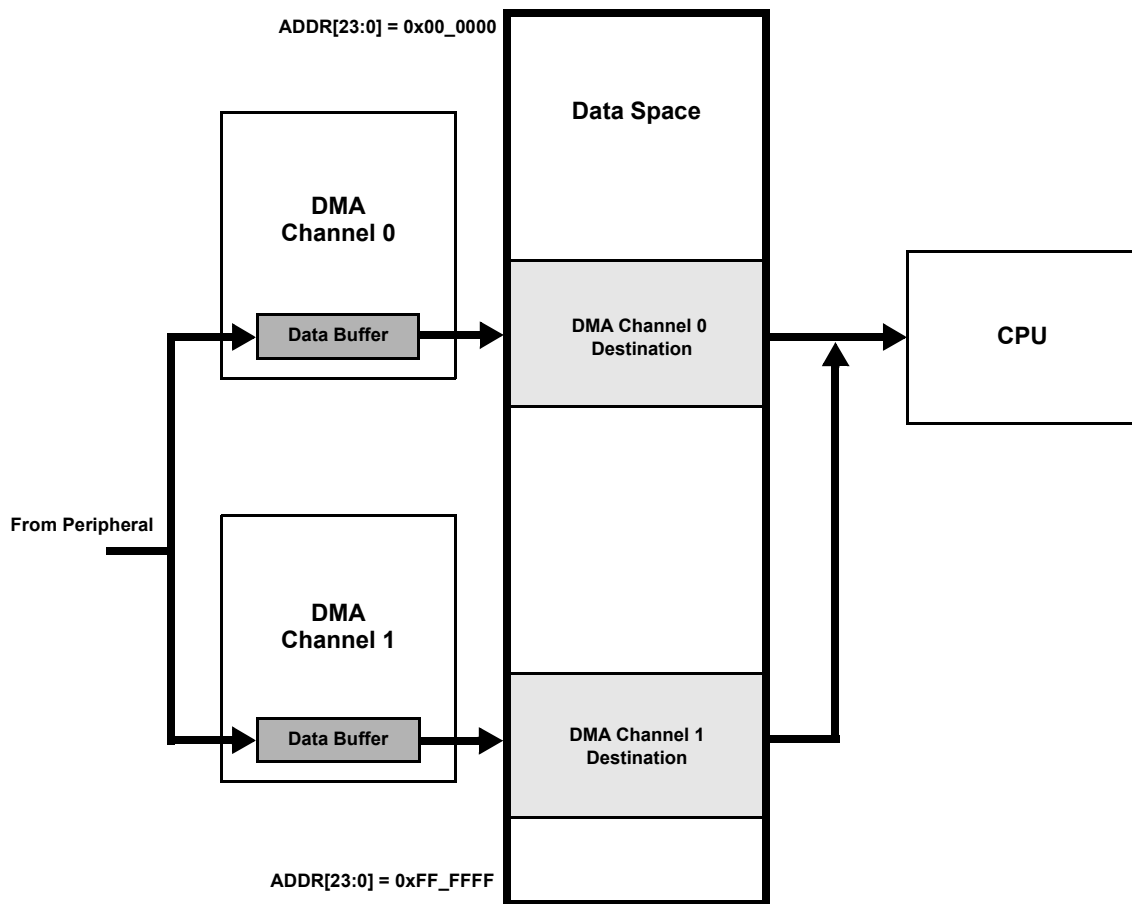 ADDR[23:0] = 0x00_0000
Data Space
DMA
Channel 0
Data Buffer
DMA Channel 0
Destination
CPU
From Peripheral
DMA
Channel 1
Data Buffer
DMA Channel 1
Destination
ADDR[23:0] = 0xFF_FFFF